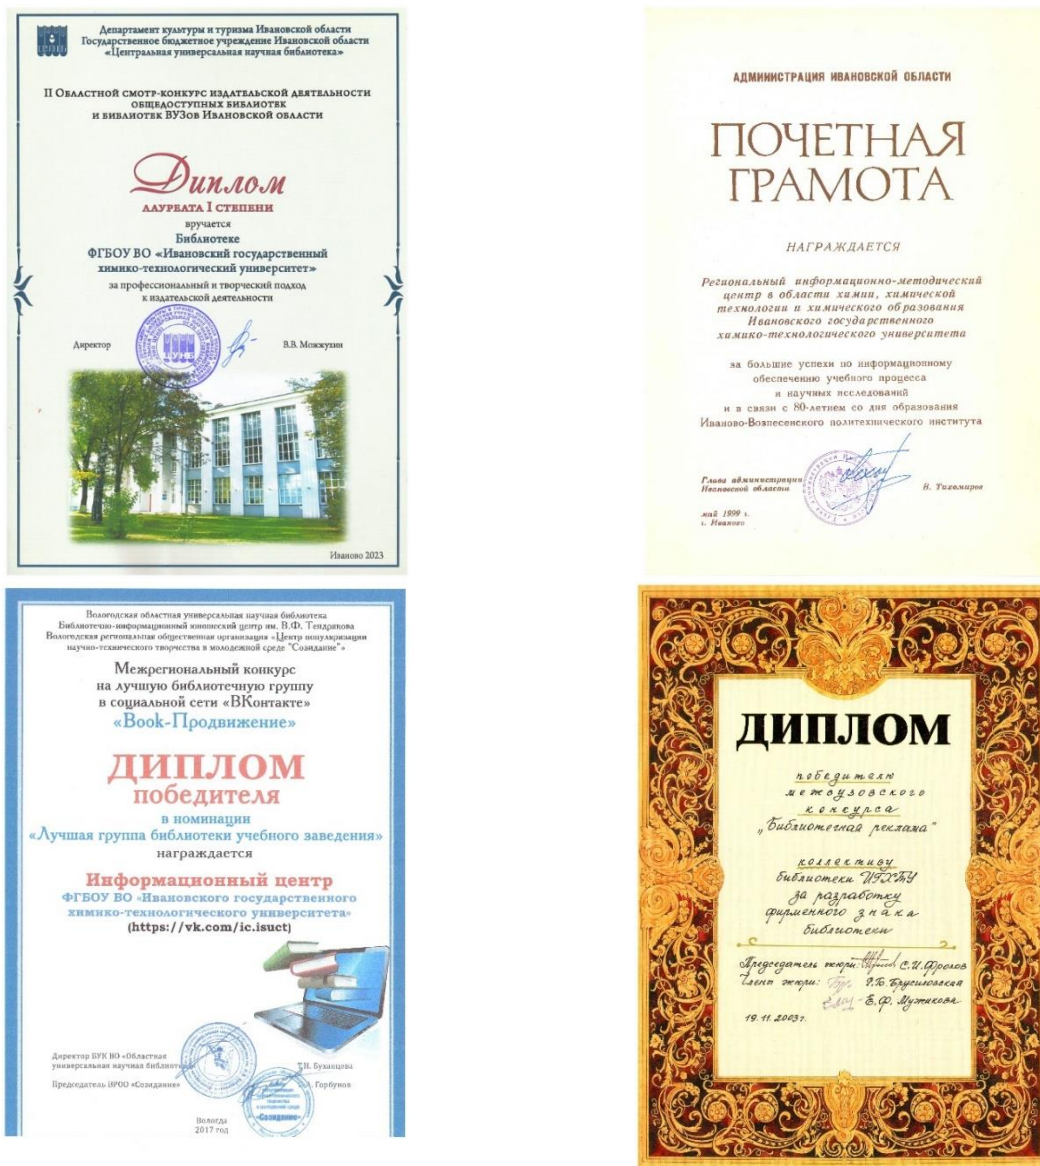 Департамент культуры и туризма Ивановской области
Государственное бюджетное учреждение Ивановской области
«Центральная универсальная научная библиотека»
II Областной смотр-конкурс издательской деятельности
общедоступных библиотек
и библиотек ВУЗов Ивановской области
Диплом
лауреата I степени
вручается
Библиотеке
ФГБОУ ВО «Ивановский государственный
химико-технологический университет»
за профессиональный и творческий подход
к издательской деятельности
Директор
В.В. Можжухин
Иваново 2023
АДМИНИСТРАЦИЯ ИВАНОВСКОЙ ОБЛАСТИ
ПОЧЕТНАЯ
ГРАМОТА
НАГРАЖДАЕТСЯ
Региональный информационно-методический
центр в области химии, химической
технологии и химического образования
Ивановского государственного
химико-технологического университета
за большие успехи по информационному
обеспечению учебного процесса
и научных исследований
и в связи с 80-летием со дня образования
Иваново-Вознесенского политехнического института
Глава администрации
Ивановской области
В. Тихомиров
май 1999 г.
г. Иваново
Вологодская областная универсальная научная библиотека
Библиотечно-информационный юношеский центр им. В.Ф. Тендрякова
Вологодская региональная общественная организация «Центр популяризации
научно-технического творчества в молодежной среде "Созидание"»
Межрегиональный конкурс
на лучшую библиотечную группу
в социальной сети «ВКонтакте»
«Book-Продвижение»
ДИПЛОМ
победителя
в номинации
«Лучшая группа библиотеки учебного заведения»
награждается
Информационный центр
ФГБОУ ВО «Ивановского государственного
химико-технологического университета»
(https://vk.com/ic.isuct)
Директор БУК ВО «Областная
универсальная научная библиотека»
Т.Н. Буханцева
Председатель ВРОО «Созидание»
Горбунов
«Созидание»
Вологда
2017 год
ДИПЛОМ
победителю
межвузовского
конкурса
„Библиотечная реклама"
коллективу
библиотеки ИГХТУ
за разработку
фирменного знака
библиотеки
Председатель жюри: С.И. Фролов
Члены жюри: Р.Б. Брусиловская
Е.Ф. Мужикова
19.11.2003г.